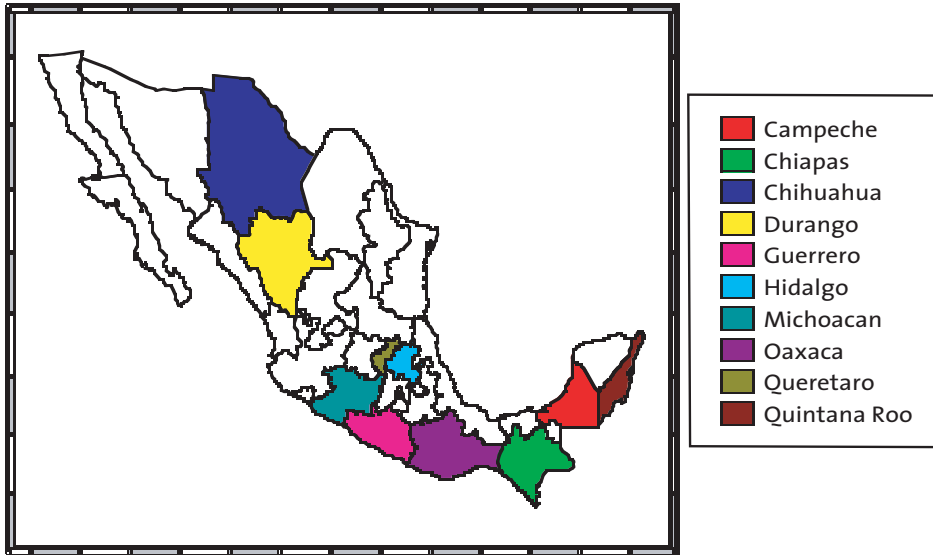 Campeche
Chiapas
Chihuahua
Durango
Guerrero
Hidalgo
Michoacan
Oaxaca
Queretaro
Quintana Roo